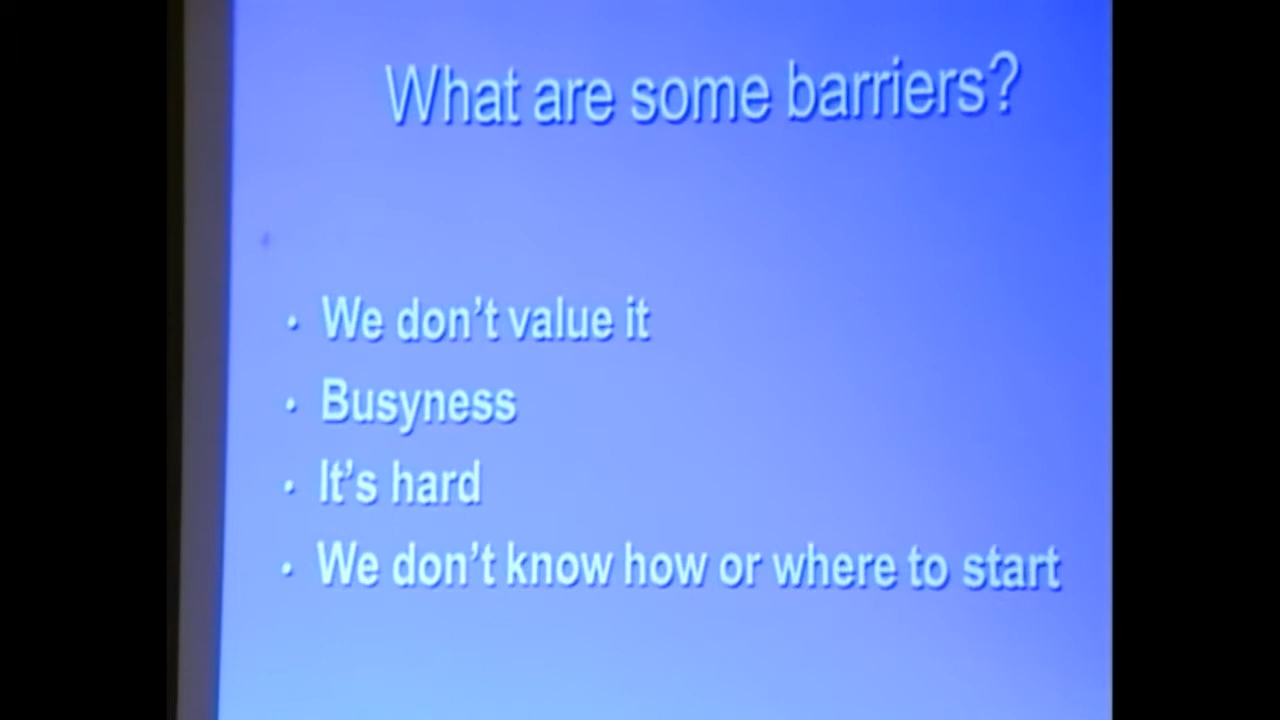 What are some barriers?
• We don't value it
• Busyness
• It's hard
• We don't know how or where to start